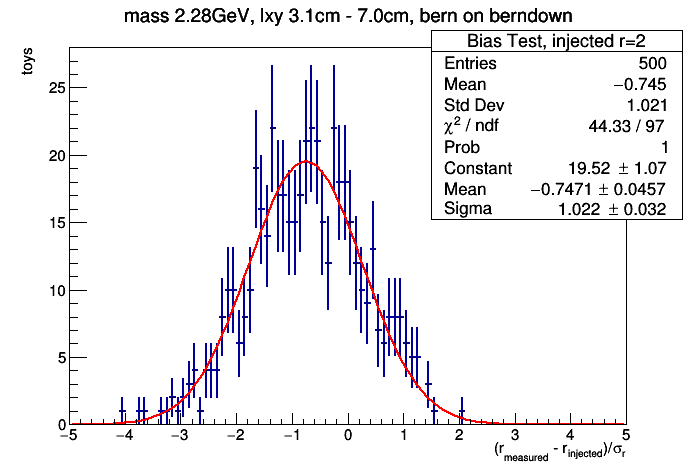 mass 2.28GeV, lxy 3.1cm - 7.0cm, bern on berndown
toys
Bias Test, injected r=2
Entries 500
Mean −0.745
Std Dev 1.021
χ² / ndf 44.33 / 97
Prob 1
Constant 19.52 ± 1.07
Mean −0.7471 ± 0.0457
Sigma 1.022 ± 0.032
25
20
15
10
5
0
−5 −4 −3 −2 −1 0 1 2 3 4 5
(r_measured - r_injected)/σ_r